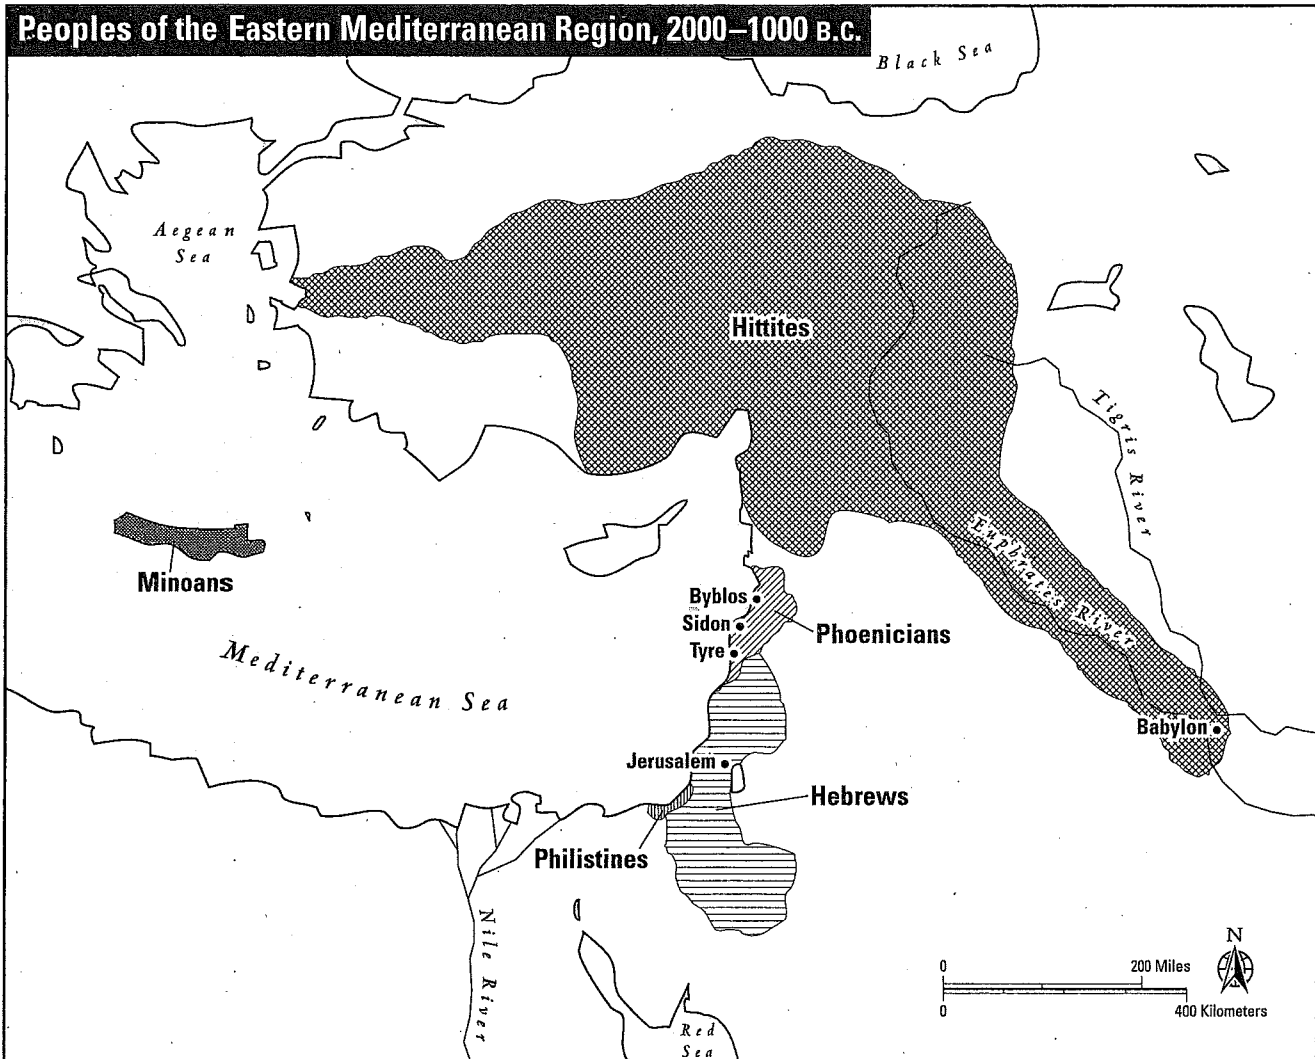 Peoples of the Eastern Mediterranean Region, 2000–1000 B.C.
Black Sea
Aegean
Sea
Hittites
Tigris River
Euphrates River
Minoans
Byblos
Sidon
Tyre
Phoenicians
Mediterranean Sea
Babylon
Jerusalem
Hebrews
Philistines
Nile River
Red
Sea
N
0 200 Miles
0 400 Kilometers